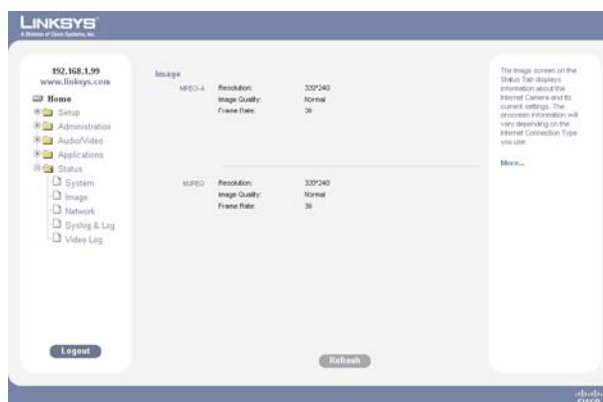 LINKSYS®
A Division of Cisco Systems, Inc.
192.168.1.99
www.linksys.com
Home
Setup
Administration
Audio/Video
Applications
Status
System
Image
Network
Syslog & Log
Video Log
Logout
Image
MPEG-4
Resolution: 320*240
Image Quality: Normal
Frame Rate: 30
MJPEG
Resolution: 320*240
Image Quality: Normal
Frame Rate: 30
Refresh
The Image screen on the
Status Tab displays
information about the
Internet Camera and its
current settings. The
onscreen information will
vary depending on the
Internet Connection Type
you use.
More...
CISCO